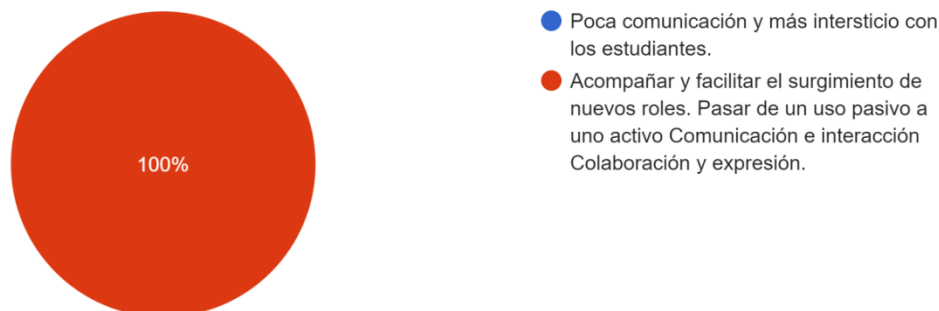 100%
Poca comunicación y más intersticio con
los estudiantes.
Acompañar y facilitar el surgimiento de
nuevos roles. Pasar de un uso pasivo a
uno activo Comunicación e interacción
Colaboración y expresión.